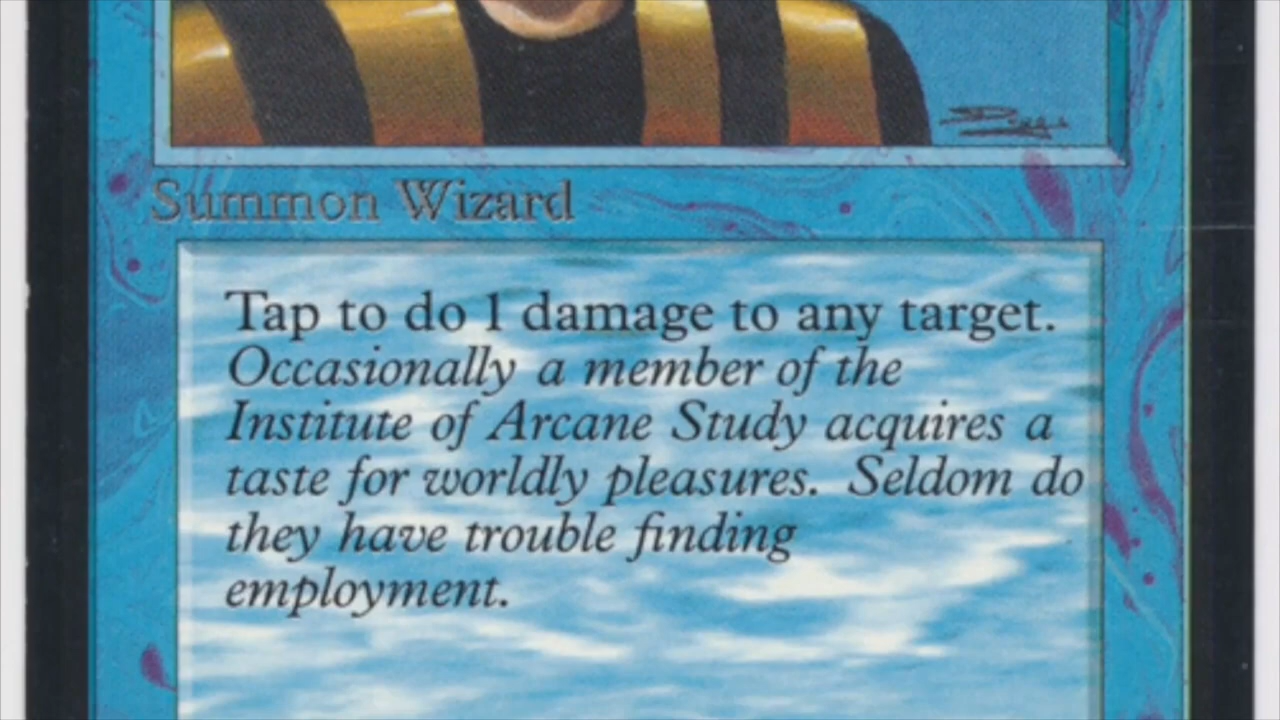 Summon Wizard
Tap to do 1 damage to any target.
Occasionally a member of the
Institute of Arcane Study acquires a
taste for worldly pleasures. Seldom do
they have trouble finding
employment.